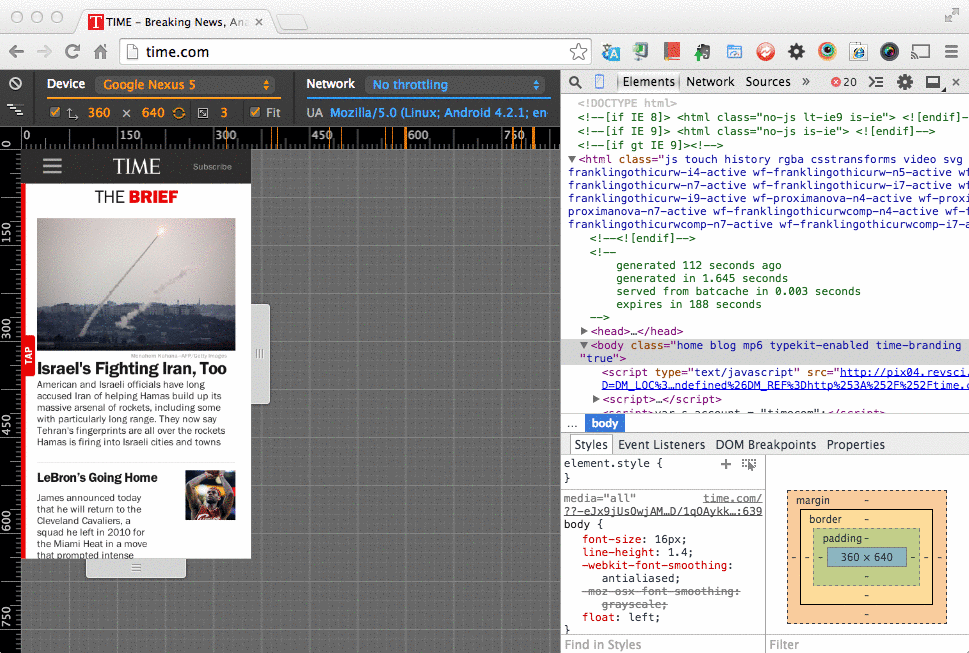 TIME – Breaking News, Ana
time.com
Device Google Nexus 5
Network No throttling
360 × 640 3 Fit
UA Mozilla/5.0 (Linux; Android 4.2.1; en-
0 150 300 450 600 750
0
150
300
450
600
750
TIME
Subscribe
THE BRIEF
TAP
Israel's Fighting Iran, Too
American and Israeli officials have long
accused Iran of helping Hamas build up its
massive arsenal of rockets, including some
with particularly long range. They now say
Tehran's fingerprints are all over the rockets
Hamas is firing into Israeli cities and towns
LeBron's Going Home
James announced today
that he will return to the
Cleveland Cavaliers, a
squad he left in 2010 for
the Miami Heat in a move
that prompted intense
Elements Network Sources » 20
<!DOCTYPE html>
<!--[if IE 8]> <html class="no-js lt-ie9 is-ie"> <![endif]--
<!--[if IE 9]> <html class="no-js is-ie"> <![endif]-->
<!--[if gt IE 9]><!-->
<html class="js touch history rgba csstransforms video svg
franklingothicurw-i4-active wf-franklingothicurw-n5-active w
franklingothicurw-n7-active wf-franklingothicurw-i7-active w
franklingothicurw-i9-active wf-proximanova-n4-active wf-prox
proximanova-n7-active wf-franklingothicurwcomp-n4-active wf-
franklingothicurwcomp-n7-active wf-franklingothicurwcomp-i7-
<!--<![endif]-->
<!--
generated 112 seconds ago
generated in 1.645 seconds
served from batcache in 0.003 seconds
expires in 188 seconds
-->
<head>…</head>
<body class="home blog mp6 typekit-enabled time-branding
"true">
<script type="text/javascript" src="http://pix04.revsci.
D=DM_LOC%3…ndefined%26DM_REF%3Dhttp%253A%252F%252Ftime.c
<script>…</script>
<script>var s_account = "timecom";</script>
... body
Styles Event Listeners DOM Breakpoints Properties
element.style {
}
media="all" time.com/
??-eJx9jUsOwjAM…D/1qOAykk…:639
body {
font-size: 16px;
line-height: 1.4;
-webkit-font-smoothing:
antialiased;
-moz-osx-font-smoothing:
grayscale;
float: left;
}
Find in Styles
margin -
border -
padding -
- - - 360 × 640 - - -
-
-
-
Filter